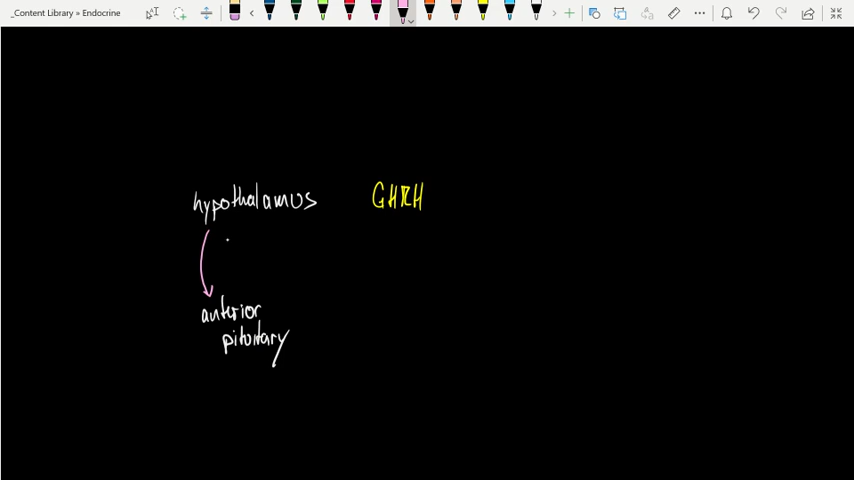 _Content Library » Endocrine
hypothalamus GHRH
anterior
pituitary